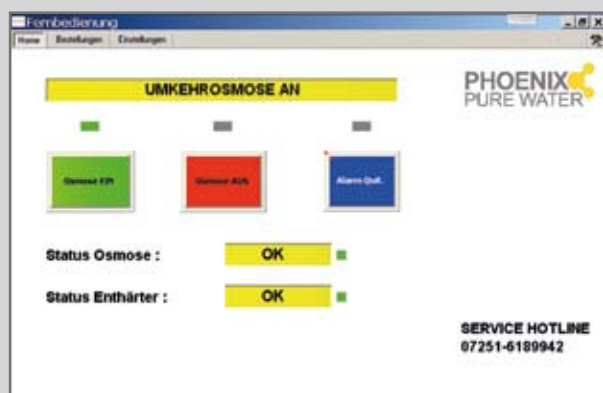 Fernbedienung
Home Bestellungen Einstellungen
UMKEHROSMOSE AN
PHOENIX
PURE WATER
Osmose EIN
Osmose AUS
Alarm Quit.
Status Osmose :
OK
Status Enthärter :
OK
SERVICE HOTLINE
07251-6189942